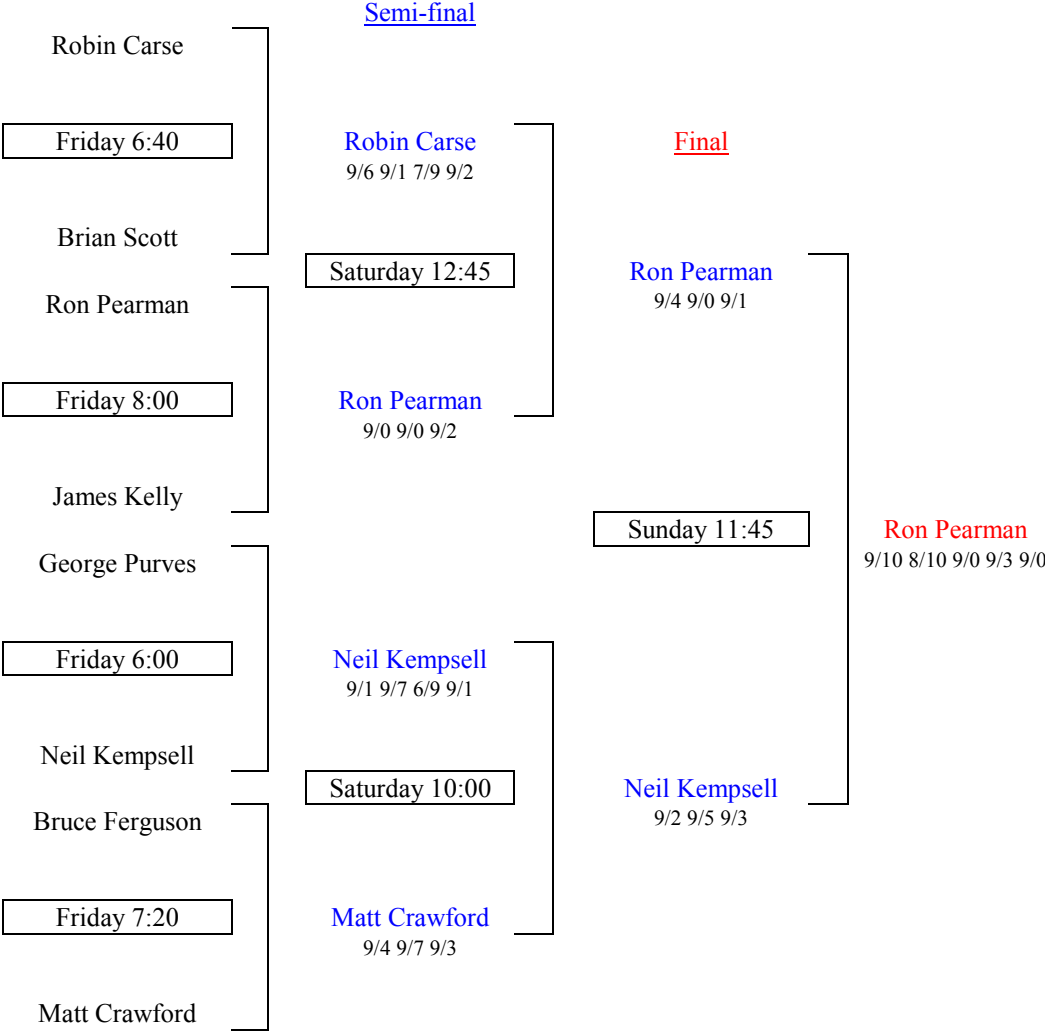 Semi-final
Robin Carse
Friday 6:40
Robin Carse
Final
9/6 9/1 7/9 9/2
Brian Scott
Saturday 12:45
Ron Pearman
Ron Pearman
9/4 9/0 9/1
Friday 8:00
Ron Pearman
9/0 9/0 9/2
James Kelly
Sunday 11:45
Ron Pearman
9/10 8/10 9/0 9/3 9/0
George Purves
Friday 6:00
Neil Kempsell
9/1 9/7 6/9 9/1
Neil Kempsell
Saturday 10:00
Neil Kempsell
9/2 9/5 9/3
Bruce Ferguson
Friday 7:20
Matt Crawford
9/4 9/7 9/3
Matt Crawford